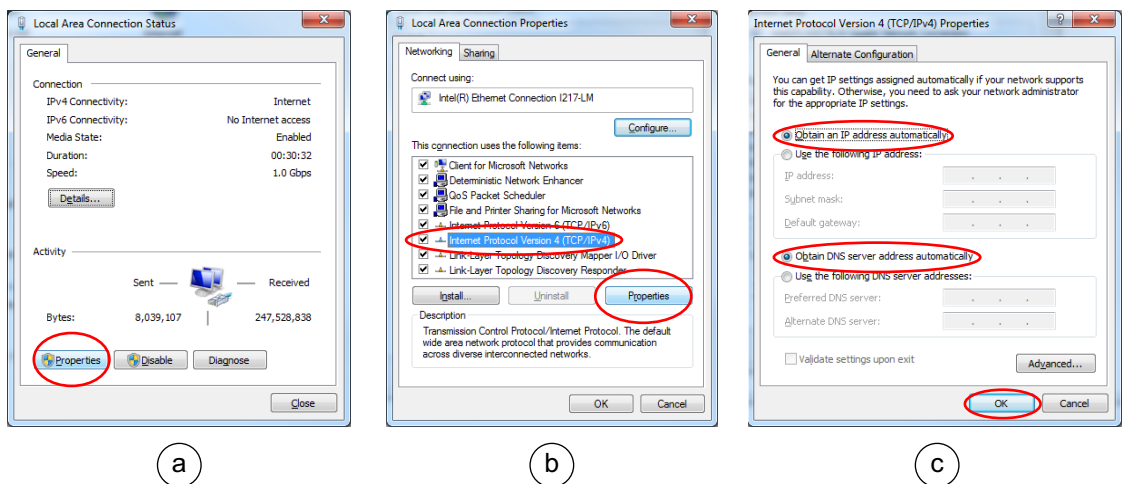 Local Area Connection Status
General
Connection
IPv4 Connectivity: Internet
IPv6 Connectivity: No Internet access
Media State: Enabled
Duration: 00:30:32
Speed: 1.0 Gbps
Details...
Activity
Sent — — Received
Bytes: 8,039,107 | 247,528,838
Properties Disable Diagnose
Close
a
Local Area Connection Properties
Networking Sharing
Connect using:
Intel(R) Ethernet Connection I217-LM
Configure...
This connection uses the following items:
Client for Microsoft Networks
Deterministic Network Enhancer
QoS Packet Scheduler
File and Printer Sharing for Microsoft Networks
Internet Protocol Version 6 (TCP/IPv6)
Internet Protocol Version 4 (TCP/IPv4)
Link-Layer Topology Discovery Mapper I/O Driver
Link-Layer Topology Discovery Responder
Install... Uninstall Properties
Description
Transmission Control Protocol/Internet Protocol. The default
wide area network protocol that provides communication
across diverse interconnected networks.
OK Cancel
b
Internet Protocol Version 4 (TCP/IPv4) Properties
General Alternate Configuration
You can get IP settings assigned automatically if your network supports
this capability. Otherwise, you need to ask your network administrator
for the appropriate IP settings.
Obtain an IP address automatically
Use the following IP address:
IP address: . . .
Subnet mask: . . .
Default gateway: . . .
Obtain DNS server address automatically
Use the following DNS server addresses:
Preferred DNS server: . . .
Alternate DNS server: . . .
Validate settings upon exit
Advanced...
OK Cancel
c